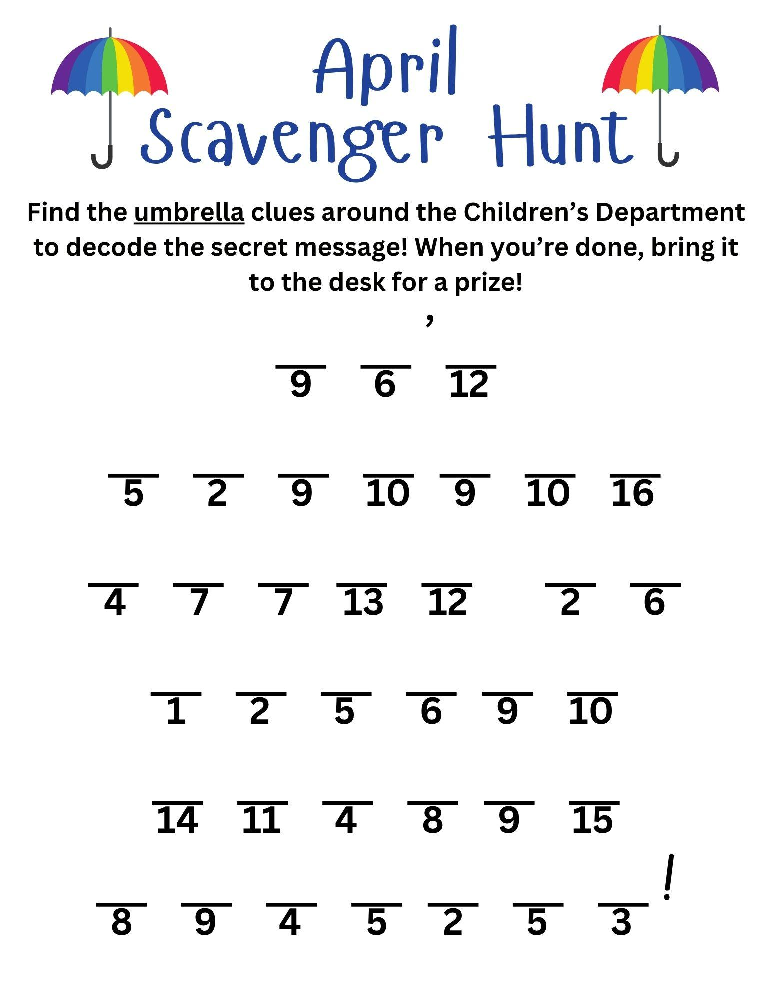 April
Scavenger Hunt
Find the umbrella clues around the Children’s Department
to decode the secret message! When you’re done, bring it
to the desk for a prize!
’
9 6 12
5 2 9 10 9 10 16
4 7 7 13 12 2 6
1 2 5 6 9 10
14 11 4 8 9 15
!
8 9 4 5 2 5 3